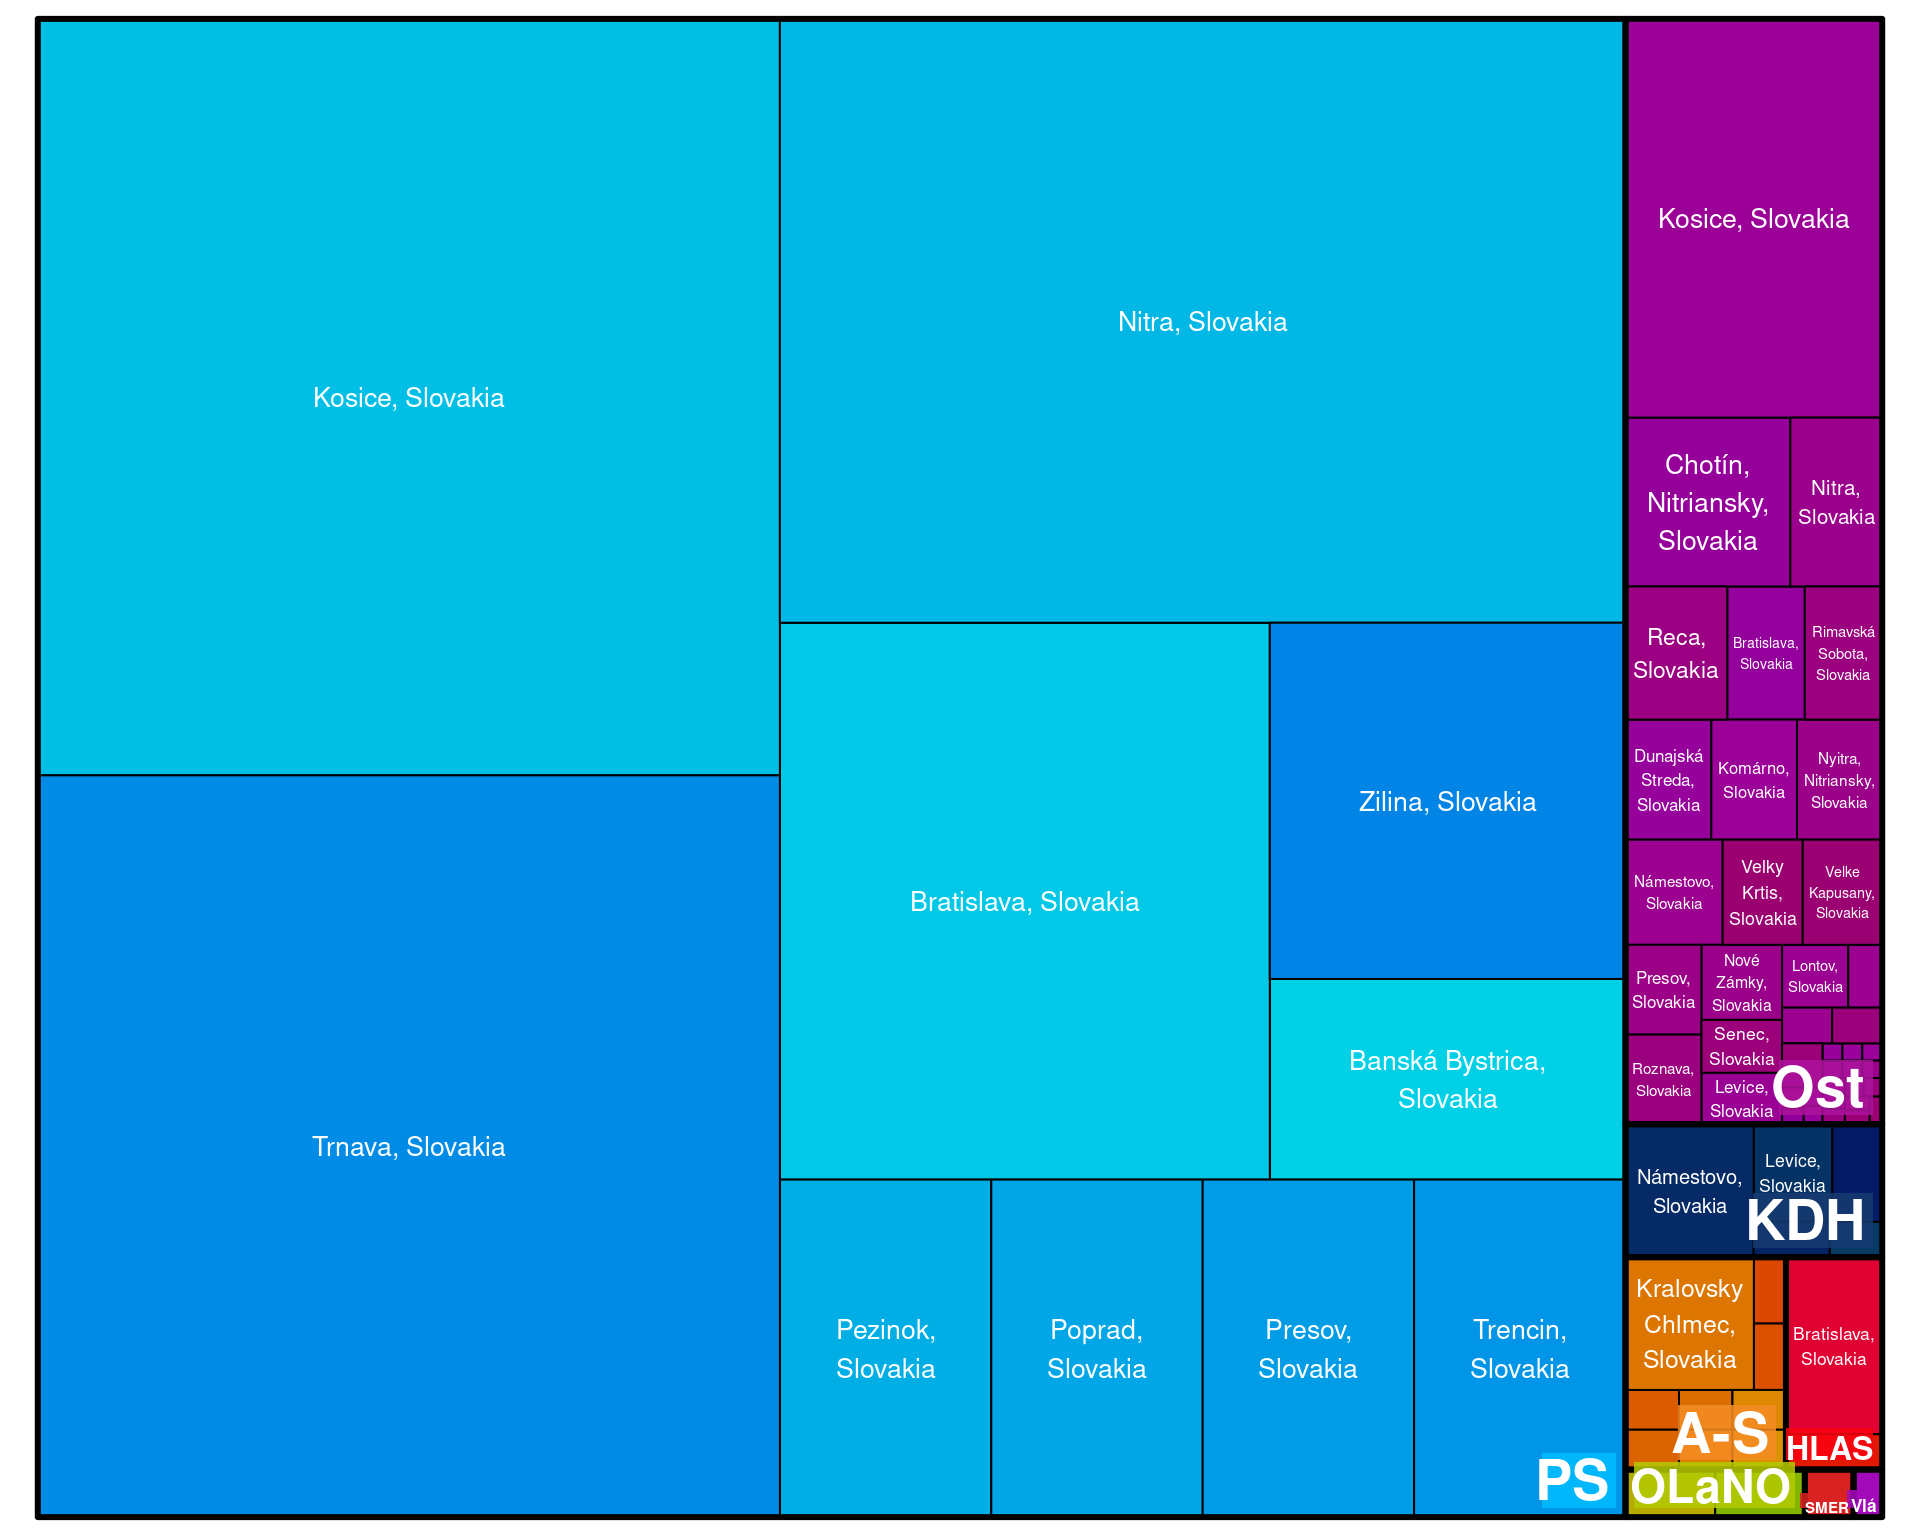 Kosice, Slovakia
Trnava, Slovakia
Nitra, Slovakia
Bratislava, Slovakia
Zilina, Slovakia
Banská Bystrica,
Slovakia
Pezinok,
Slovakia
Poprad,
Slovakia
Presov,
Slovakia
Trencin,
Slovakia
PS
Kosice, Slovakia
Chotín,
Nitriansky,
Slovakia
Nitra,
Slovakia
Reca,
Slovakia
Bratislava,
Slovakia
Rimavská
Sobota,
Slovakia
Dunajská
Streda,
Slovakia
Komárno,
Slovakia
Nyitra,
Nitriansky,
Slovakia
Námestovo,
Slovakia
Velky
Krtis,
Slovakia
Velke
Kapusany,
Slovakia
Presov,
Slovakia
Nové
Zámky,
Slovakia
Lontov,
Slovakia
Roznava,
Slovakia
Senec,
Slovakia
Levice,
Slovakia
Ost
Námestovo,
Slovakia
Levice,
Slovakia
KDH
Kralovsky
Chlmec,
Slovakia
A-S
Bratislava,
Slovakia
HLAS
OLaNO
SMER
Vlá